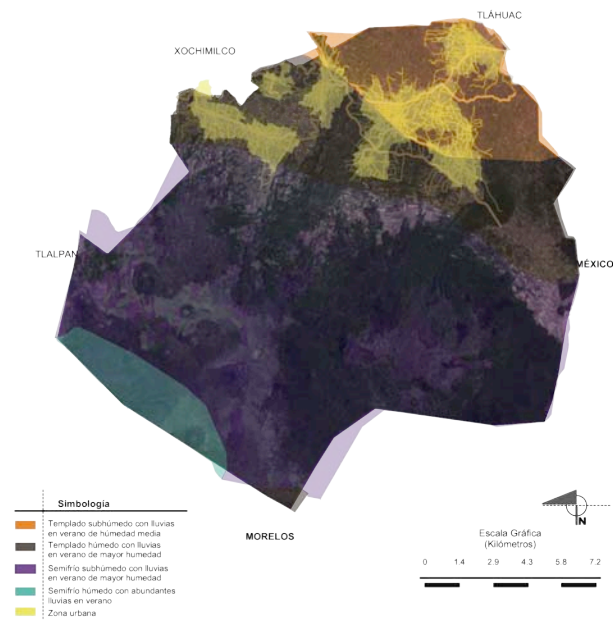 TLÁHUAC
XOCHIMILCO
TLALPAN
MÉXICO
MORELOS
Simbología
Templado subhúmedo con lluvias
en verano de húmedad media
Templado húmedo con lluvias
en verano de mayor humedad
Semifrío subhúmedo con lluvias
en verano de mayor humedad
Semifrío húmedo con abundantes
lluvias en verano
Zona urbana
N
Escala Gráfica
(Kilómetros)
0 1.4 2.9 4.3 5.8 7.2